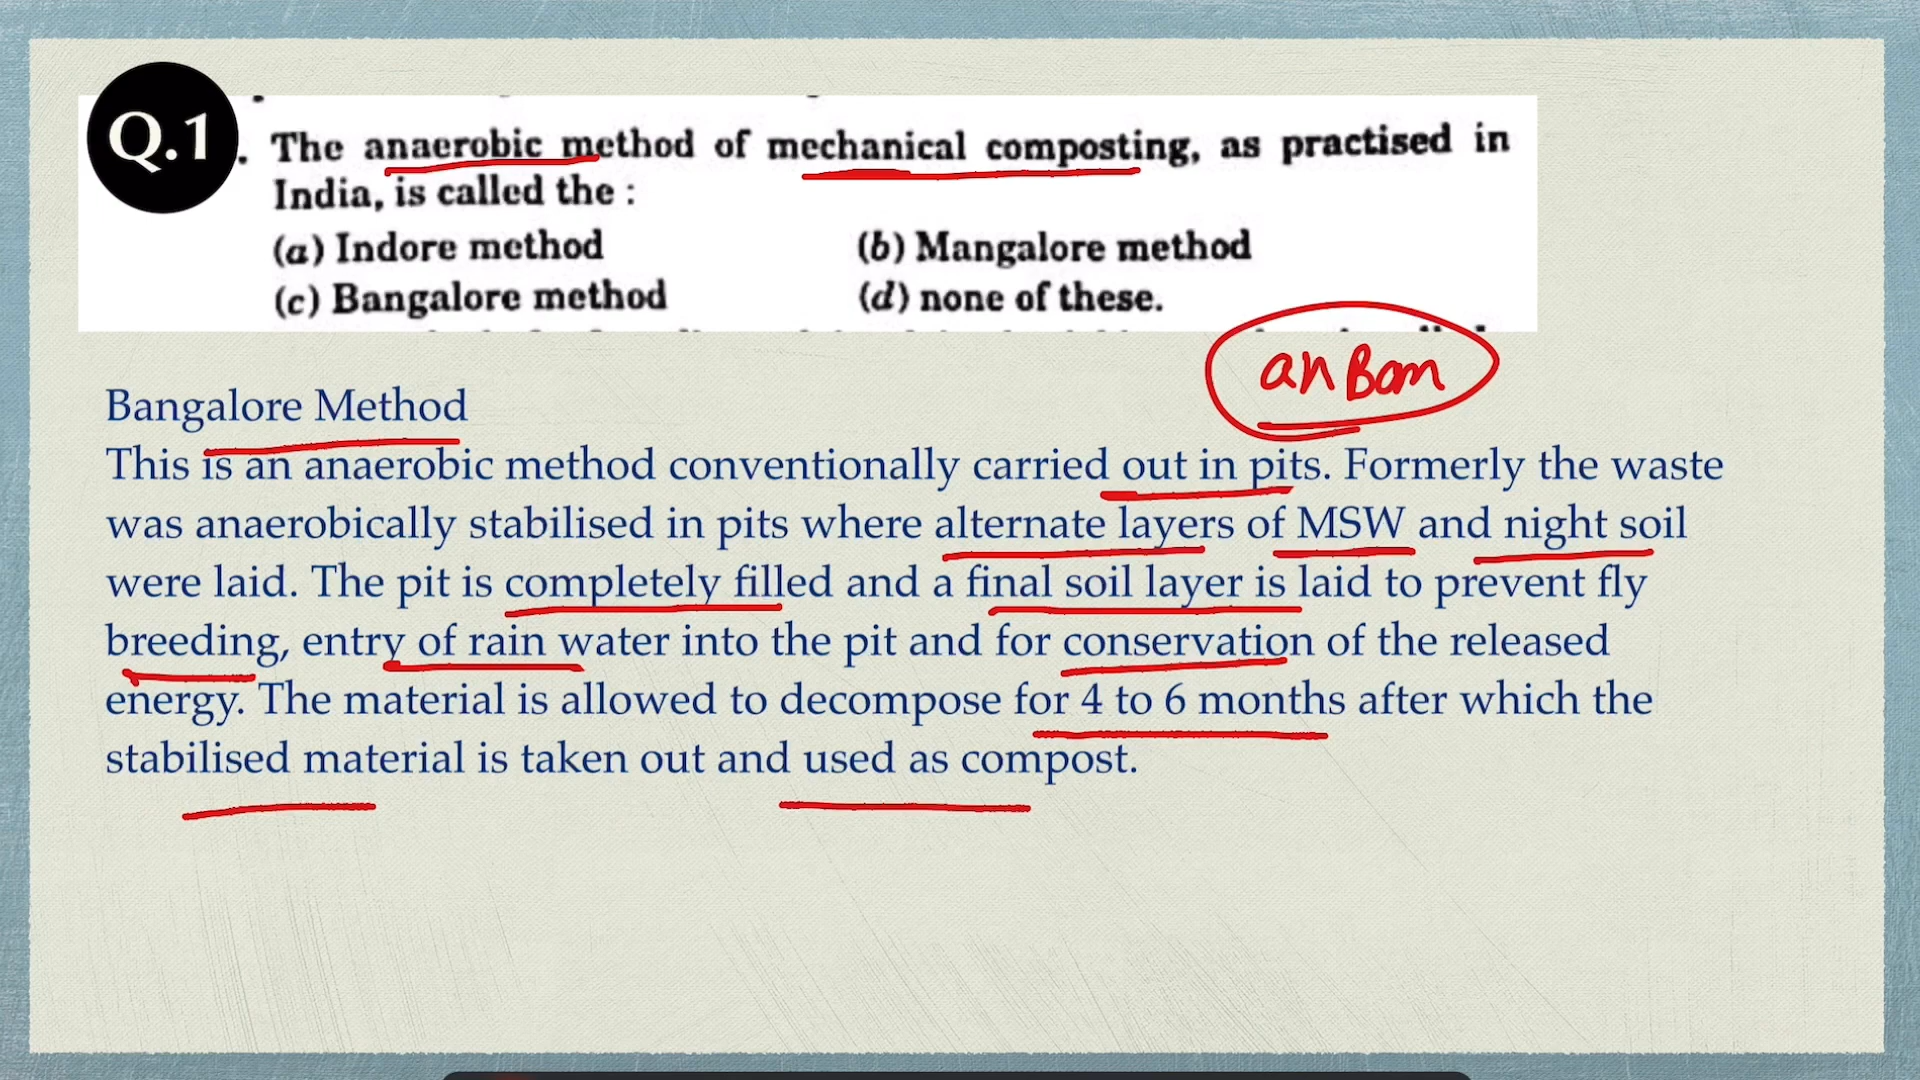 Q.1
. The anaerobic method of mechanical composting, as practised in
India, is called the :
(a) Indore method (b) Mangalore method
(c) Bangalore method (d) none of these.
an Bam
Bangalore Method
This is an anaerobic method conventionally carried out in pits. Formerly the waste
was anaerobically stabilised in pits where alternate layers of MSW and night soil
were laid. The pit is completely filled and a final soil layer is laid to prevent fly
breeding, entry of rain water into the pit and for conservation of the released
energy. The material is allowed to decompose for 4 to 6 months after which the
stabilised material is taken out and used as compost.